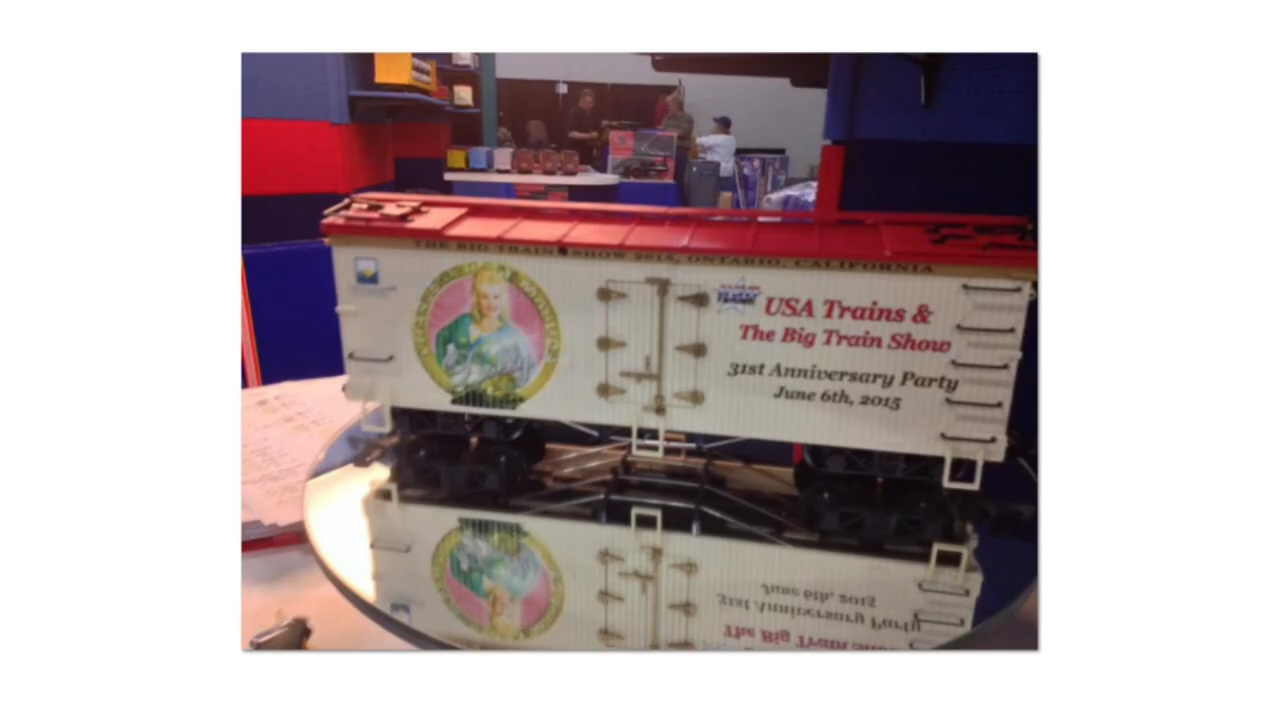 THE BIG TRAIN SHOW 2015, ONTARIO, CALIFORNIA
USA Trains &
The Big Train Show
31st Anniversary Party
June 6th, 2015